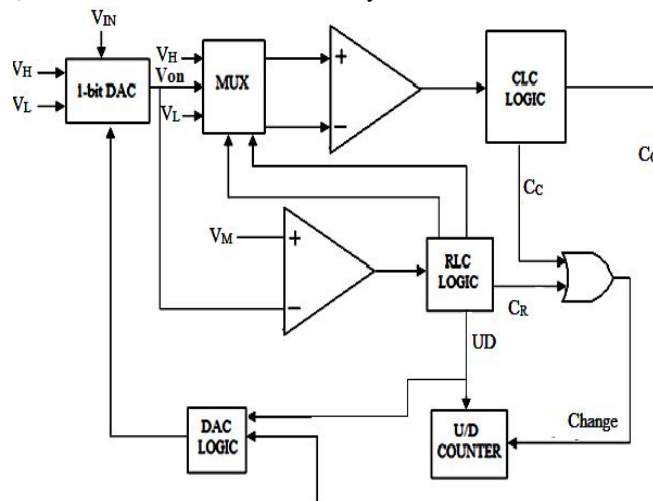 VIN
VH
VL
1-bit DAC
Von
VH
VL
MUX
+
−
CLC
LOGIC
CC
VM
+
−
RLC
LOGIC
CR
UD
DAC
LOGIC
U/D
COUNTER
Change